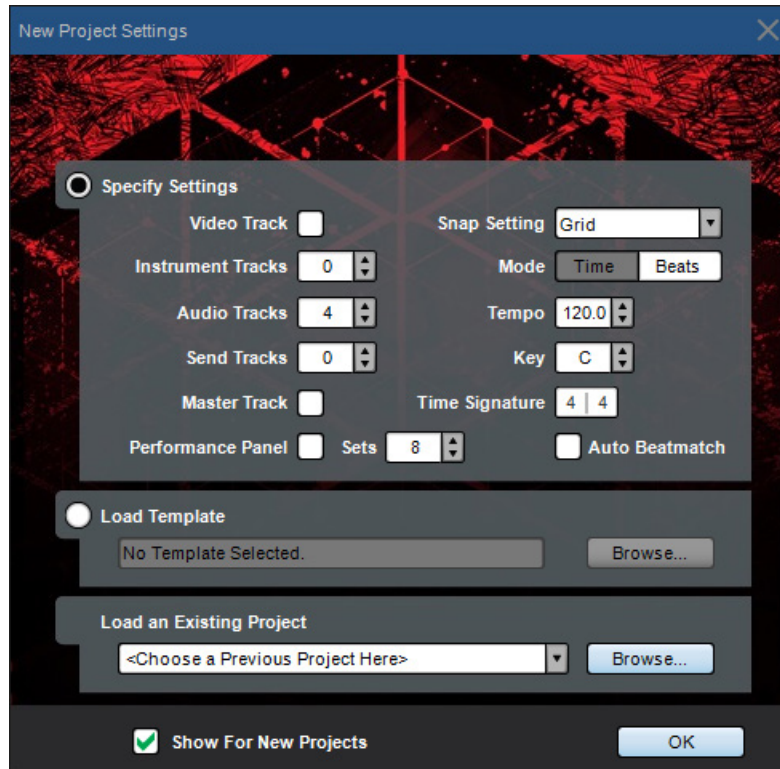 New Project Settings
Specify Settings
Video Track
Snap Setting Grid
Instrument Tracks 0
Mode Time Beats
Audio Tracks 4
Tempo 120.0
Send Tracks 0
Key C
Master Track
Time Signature 4 | 4
Performance Panel Sets 8
Auto Beatmatch
Load Template
No Template Selected. Browse...
Load an Existing Project
<Choose a Previous Project Here> Browse...
Show For New Projects
OK